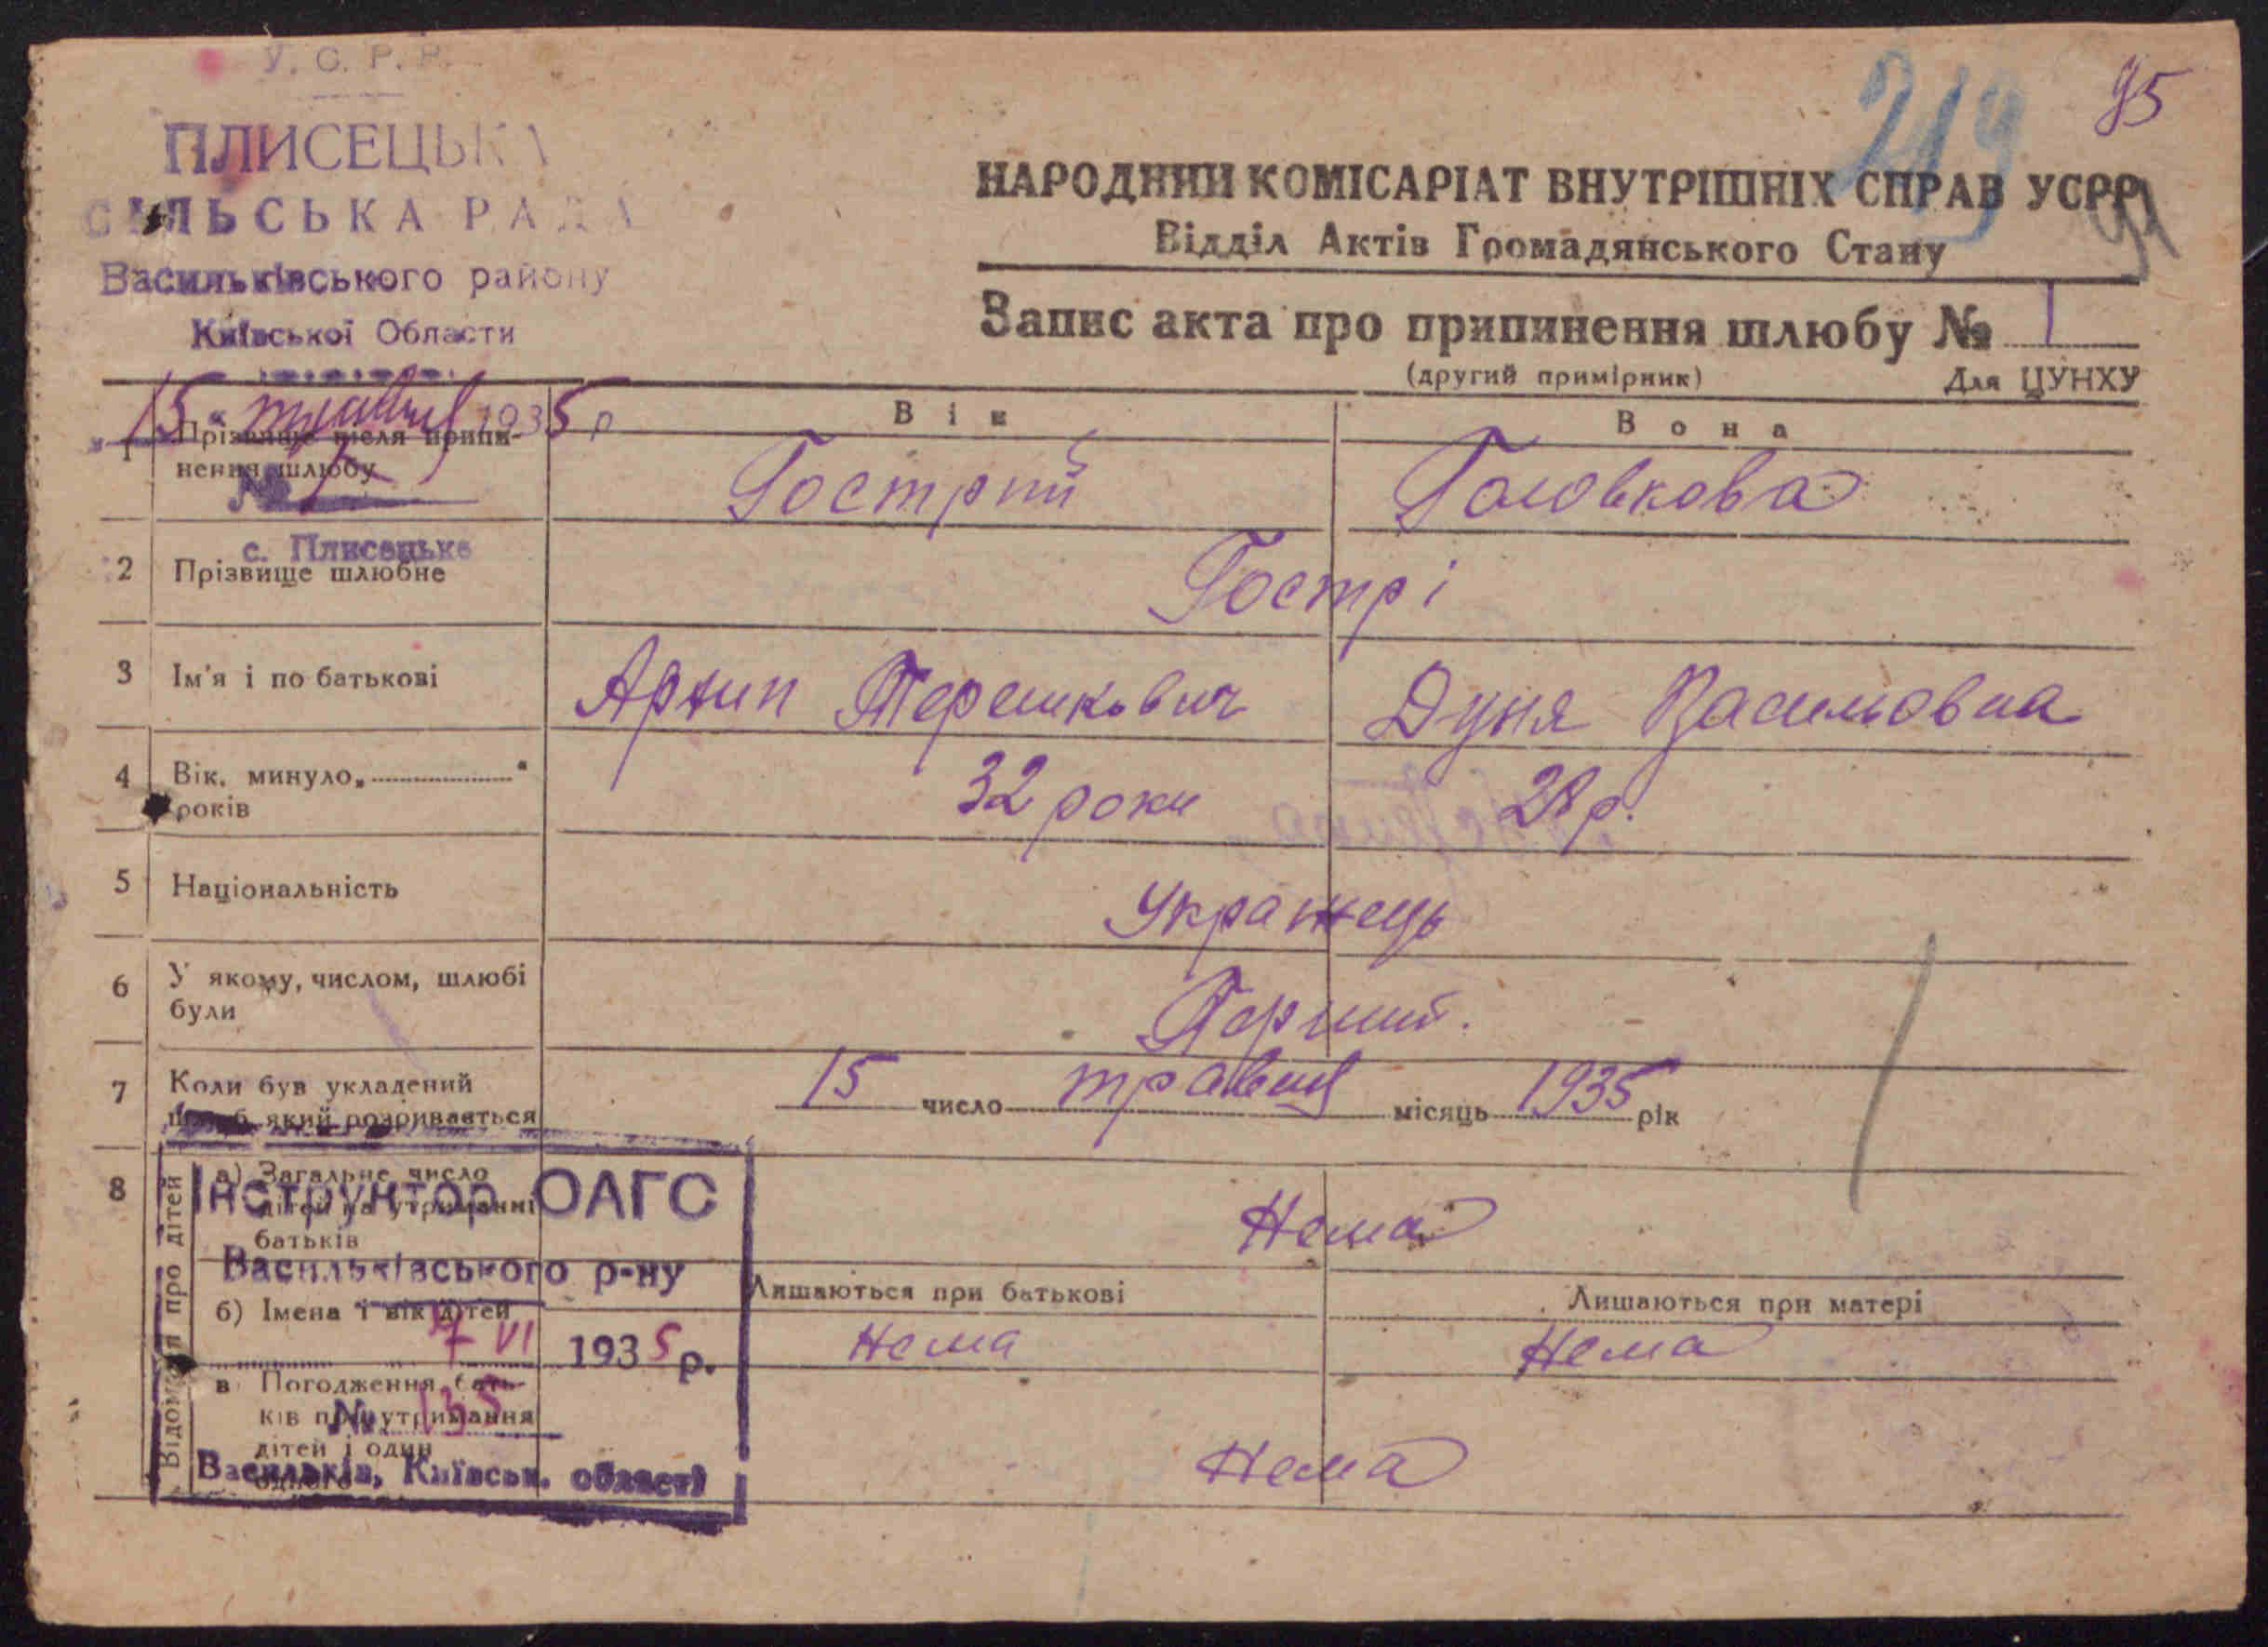 У.С.Р.Р.
ПЛИСЕЦЬКА
СІЛЬСЬКА РАДА
Васильківського району
Київської Області
15 травня 1935 р
№ 1
с. Плисецьке
219
95
НАРОДНИЙ КОМІСАРІАТ ВНУТРІШНІХ СПРАВ УСРР
Відділ Актів Громадянського Стану
Запис акта про припинення шлюбу № 1
(другий примірник) Для ЦУНХУ
Він Вона
1 Прізвище після припи-
нення шлюбу Гострий Головкова
2 Прізвище шлюбне Гострі
3 Ім'я і по батькові Архип Терешкович Дуня Василовна
4 Вік. минуло „ “
років 32 роки 28 р.
5 Національність Українець
6 У якому, числом, шлюбі
були Перший.
7 Коли був укладений
шлюб, який розривається 15 число травня місяць 1935 рік
8 Відомості про дітей
а) Загальне число
дітей на утриманні
батьків Нема
б) Імена і вік дітей Лишаються при батькові Лишаються при матері
Нема Нема
в) Погодження бать-
ків про утримання
дітей і один
одного Нема
Інструктор ОАГС
Васильківського р-ну
7 VI 1935 р.
№ 135
Васильків, Київськ. області